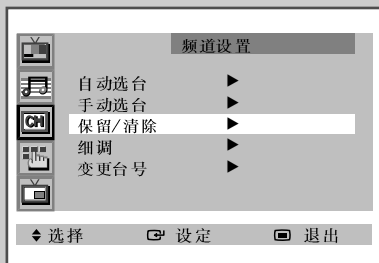 频道设置
自动选台 ▶
手动选台 ▶
CH 保留/清除 ▶
细调 ▶
变更台号 ▶
选择 设定 退出